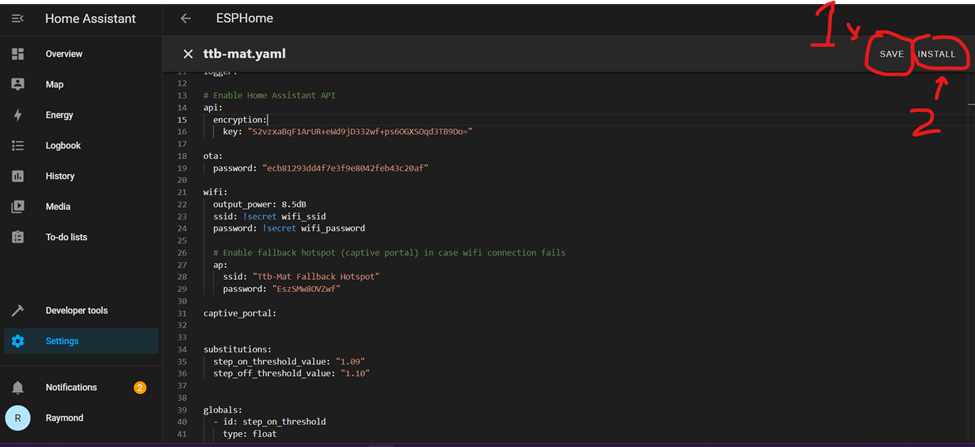 Home Assistant
ESPHome
1
ttb-mat.yaml
SAVE
INSTALL
2
Overview
Map
Energy
Logbook
History
Media
To-do lists
Developer tools
Settings
Notifications
2
R
Raymond
11 logger:
12
13 # Enable Home Assistant API
14 api:
15 encryption:
16 key: "S2vzxaBqF1ArUR+eWd9jD332wf+ps6OGXSOqd3TB9Do="
17
18 ota:
19 password: "ecb81293dd4f7e3f9e8042feb43c20af"
20
21 wifi:
22 output_power: 8.5dB
23 ssid: !secret wifi_ssid
24 password: !secret wifi_password
25
26 # Enable fallback hotspot (captive portal) in case wifi connection fails
27 ap:
28 ssid: "Ttb-Mat Fallback Hotspot"
29 password: "EszSMw8OVZwf"
30
31 captive_portal:
32
33
34 substitutions:
35 step_on_threshold_value: "1.09"
36 step_off_threshold_value: "1.10"
37
38
39 globals:
40 - id: step_on_threshold
41 type: float